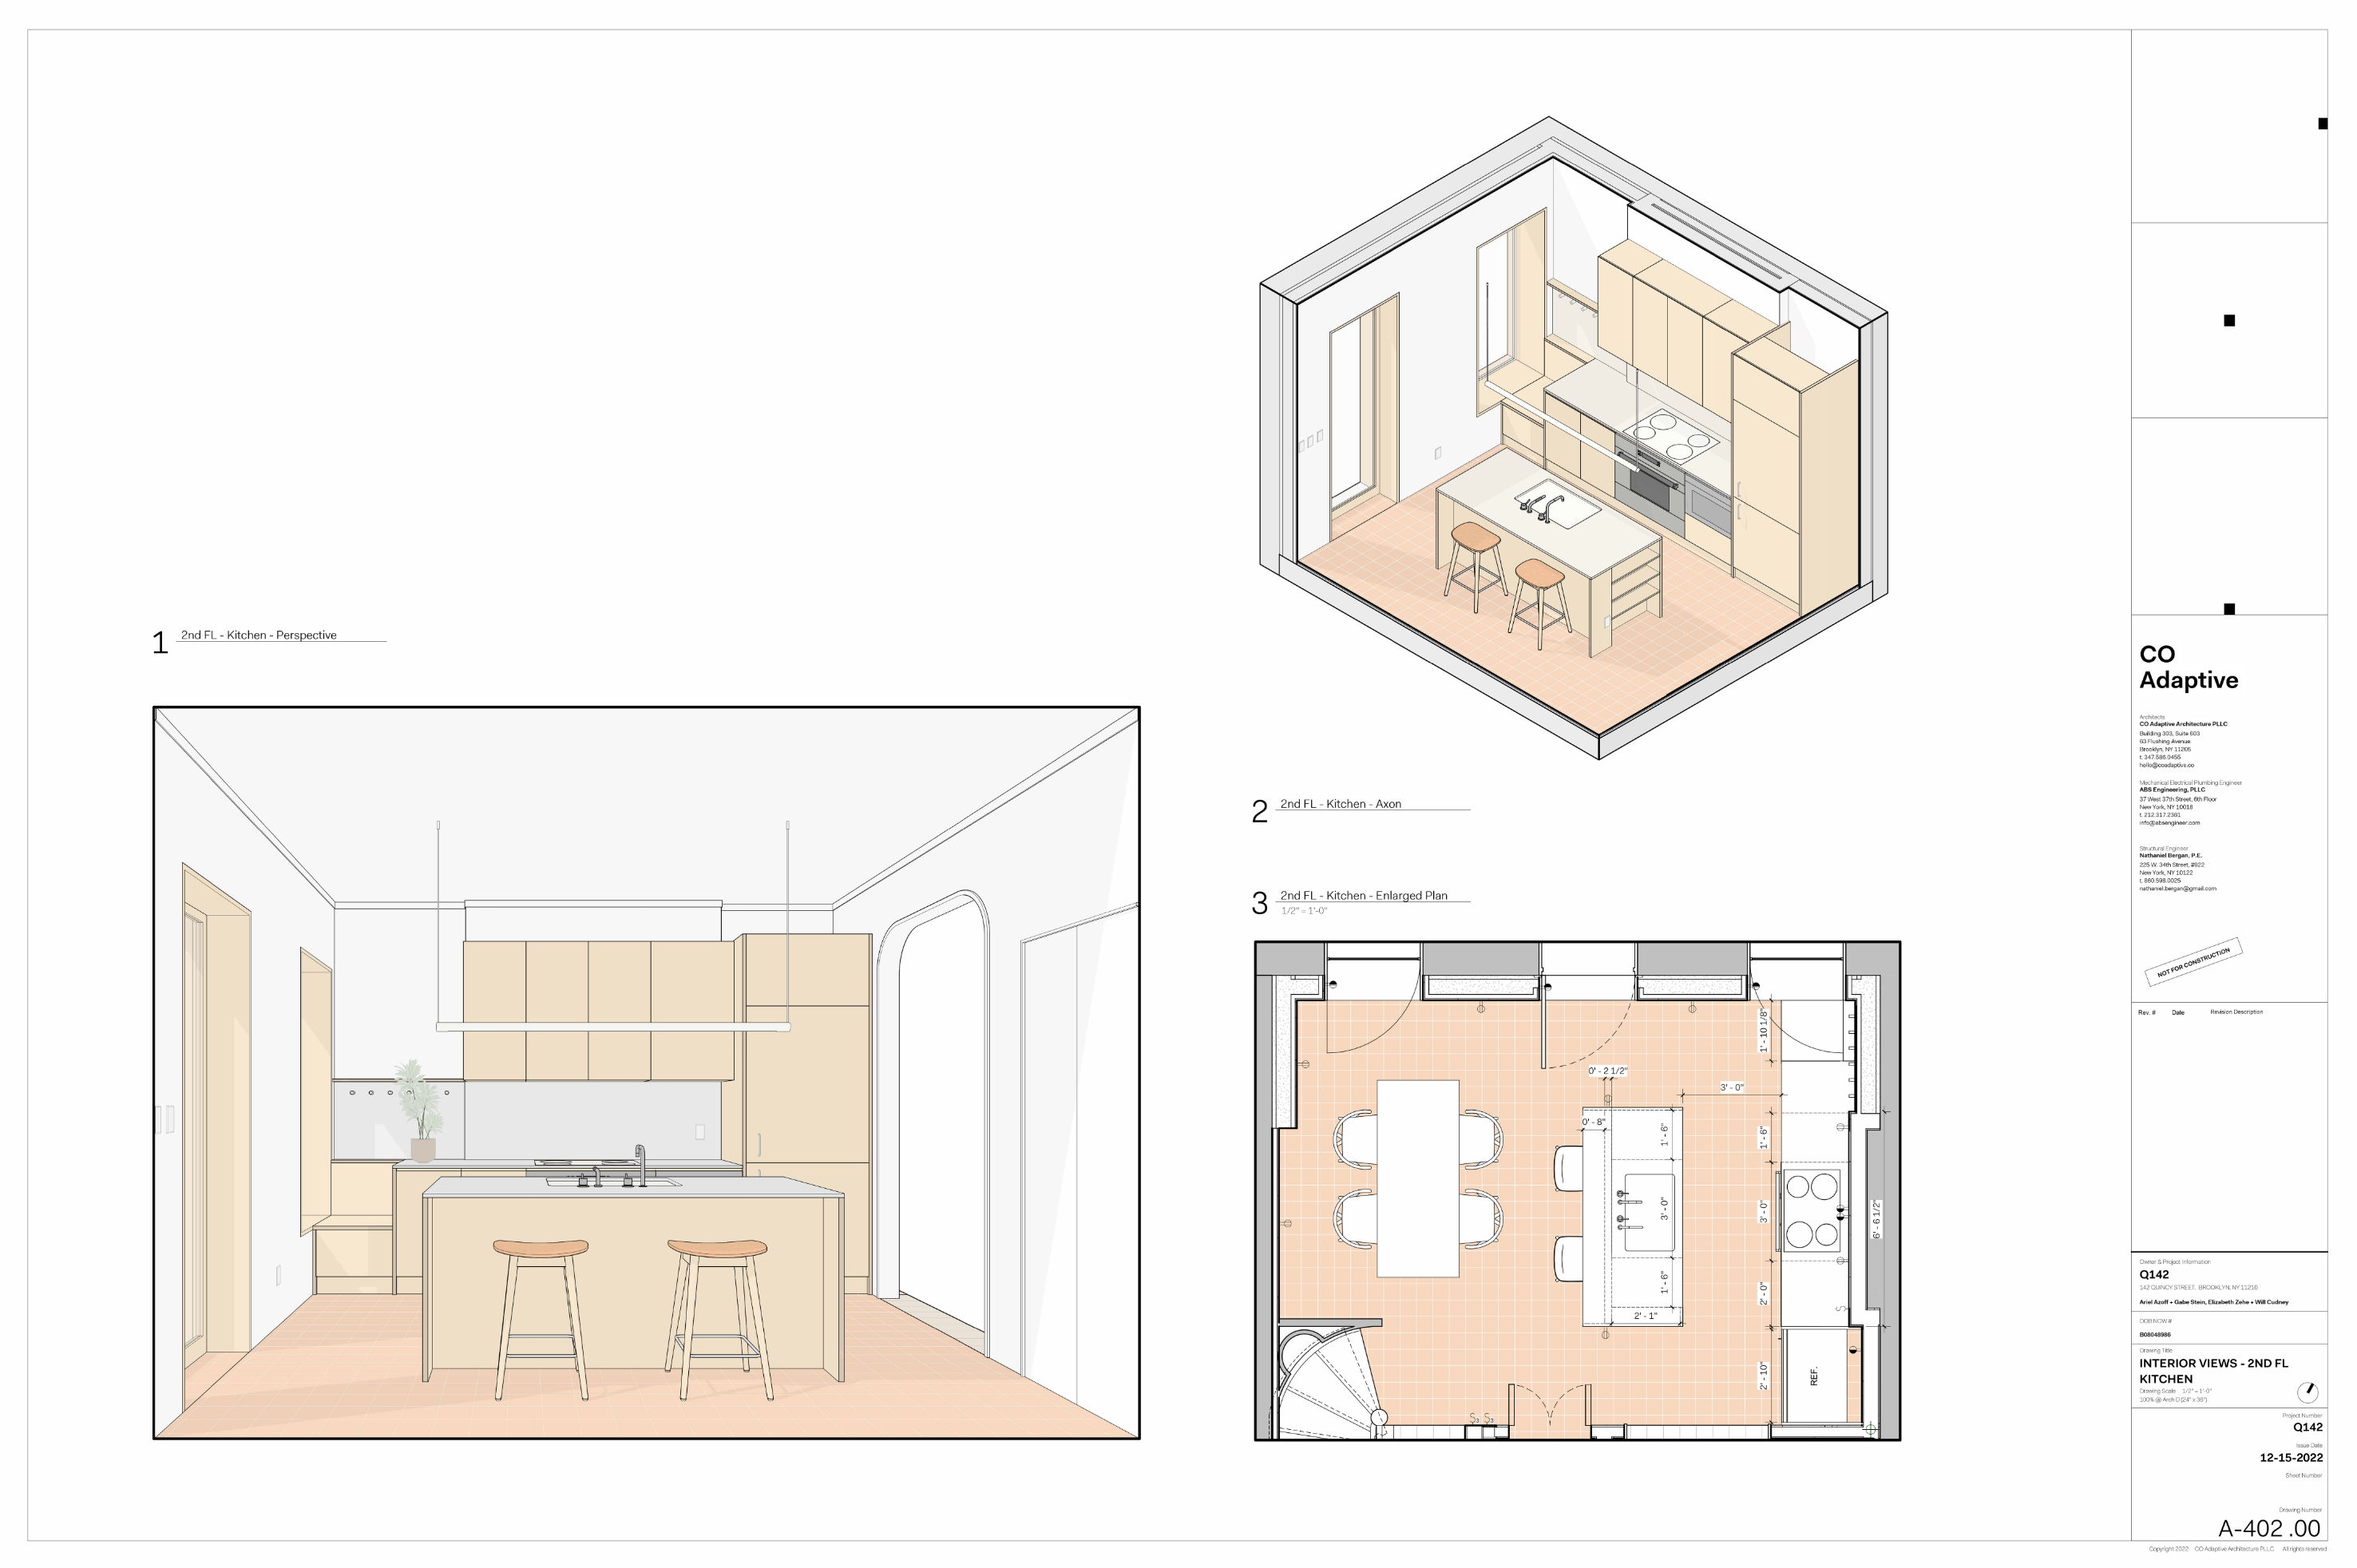 1 2nd FL - Kitchen - Perspective
2 2nd FL - Kitchen - Axon
3 2nd FL - Kitchen - Enlarged Plan
1/2" = 1'-0"
1' - 10 1/8"
0' - 2 1/2"
3' - 0"
0' - 8"
1' - 6"
1' - 6"
3' - 0"
3' - 0"
6' - 6 1/2"
1' - 6"
2' - 0"
2' - 1"
2' - 10"
REF.
S3 S3
CO
Adaptive
Architects
CO Adaptive Architecture PLLC
Building 303, Suite 603
63 Flushing Avenue
Brooklyn, NY 11205
t. 347.586.0455
hello@coadaptive.co
Mechanical Electrical Plumbing Engineer
ABS Engineering, PLLC
37 West 37th Street, 6th Floor
New York, NY 10018
t. 212.317.2361
info@absengineer.com
Structural Engineer
Nathaniel Bergan, P.E.
225 W. 34th Street, #922
New York, NY 10122
t. 860.598.0025
nathaniel.bergan@gmail.com
NOT FOR CONSTRUCTION
Rev. # Date Revision Description
Owner & Project Information
Q142
142 QUINCY STREET, BROOKLYN, NY 11216
Ariel Azoff + Gabe Stein, Elizabeth Zehe + Will Cudney
DOB NOW #
B08048986
Drawing Title
INTERIOR VIEWS - 2ND FL
KITCHEN
Drawing Scale 1/2" = 1'-0"
100% @ Arch D (24" x 36")
Project Number
Q142
Issue Date
12-15-2022
Sheet Number
Drawing Number
A-402 .00
Copyright 2022 CO Adaptive Architecture PLLC All rights reserved